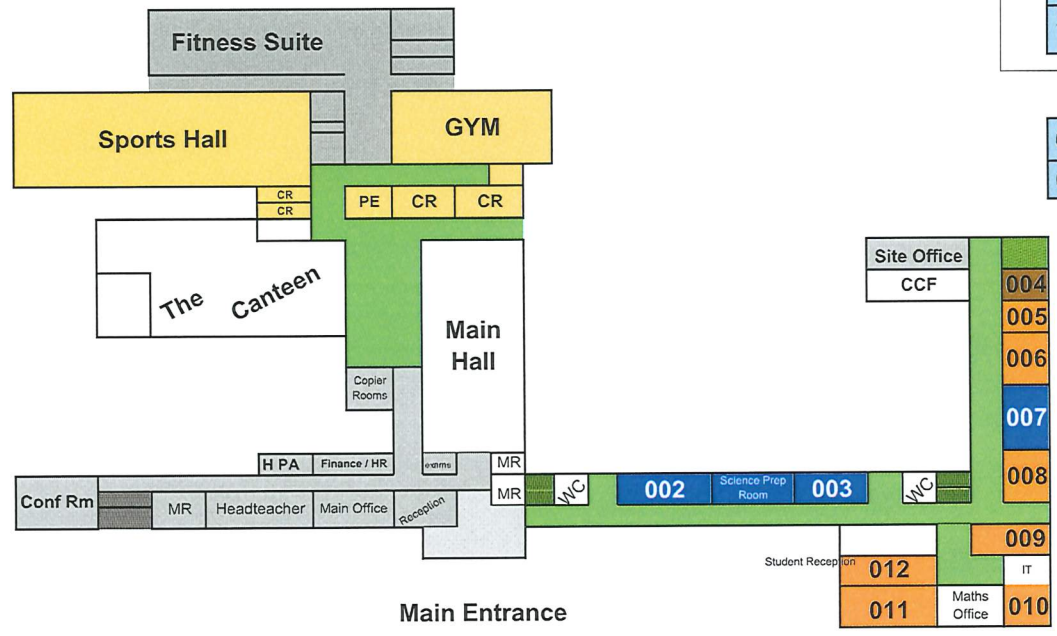 Fitness Suite
Sports Hall
GYM
CR
CR
PE
CR
CR
The Canteen
Main
Hall
Copier
Rooms
Site Office
CCF
004
005
006
007
008
H PA
Finance / HR
exams
MR
MR
Conf Rm
MR
Headteacher
Main Office
Reception
WC
002
Science Prep
Room
003
WC
009
Student Reception
012
IT
011
Maths
Office
010
Main Entrance